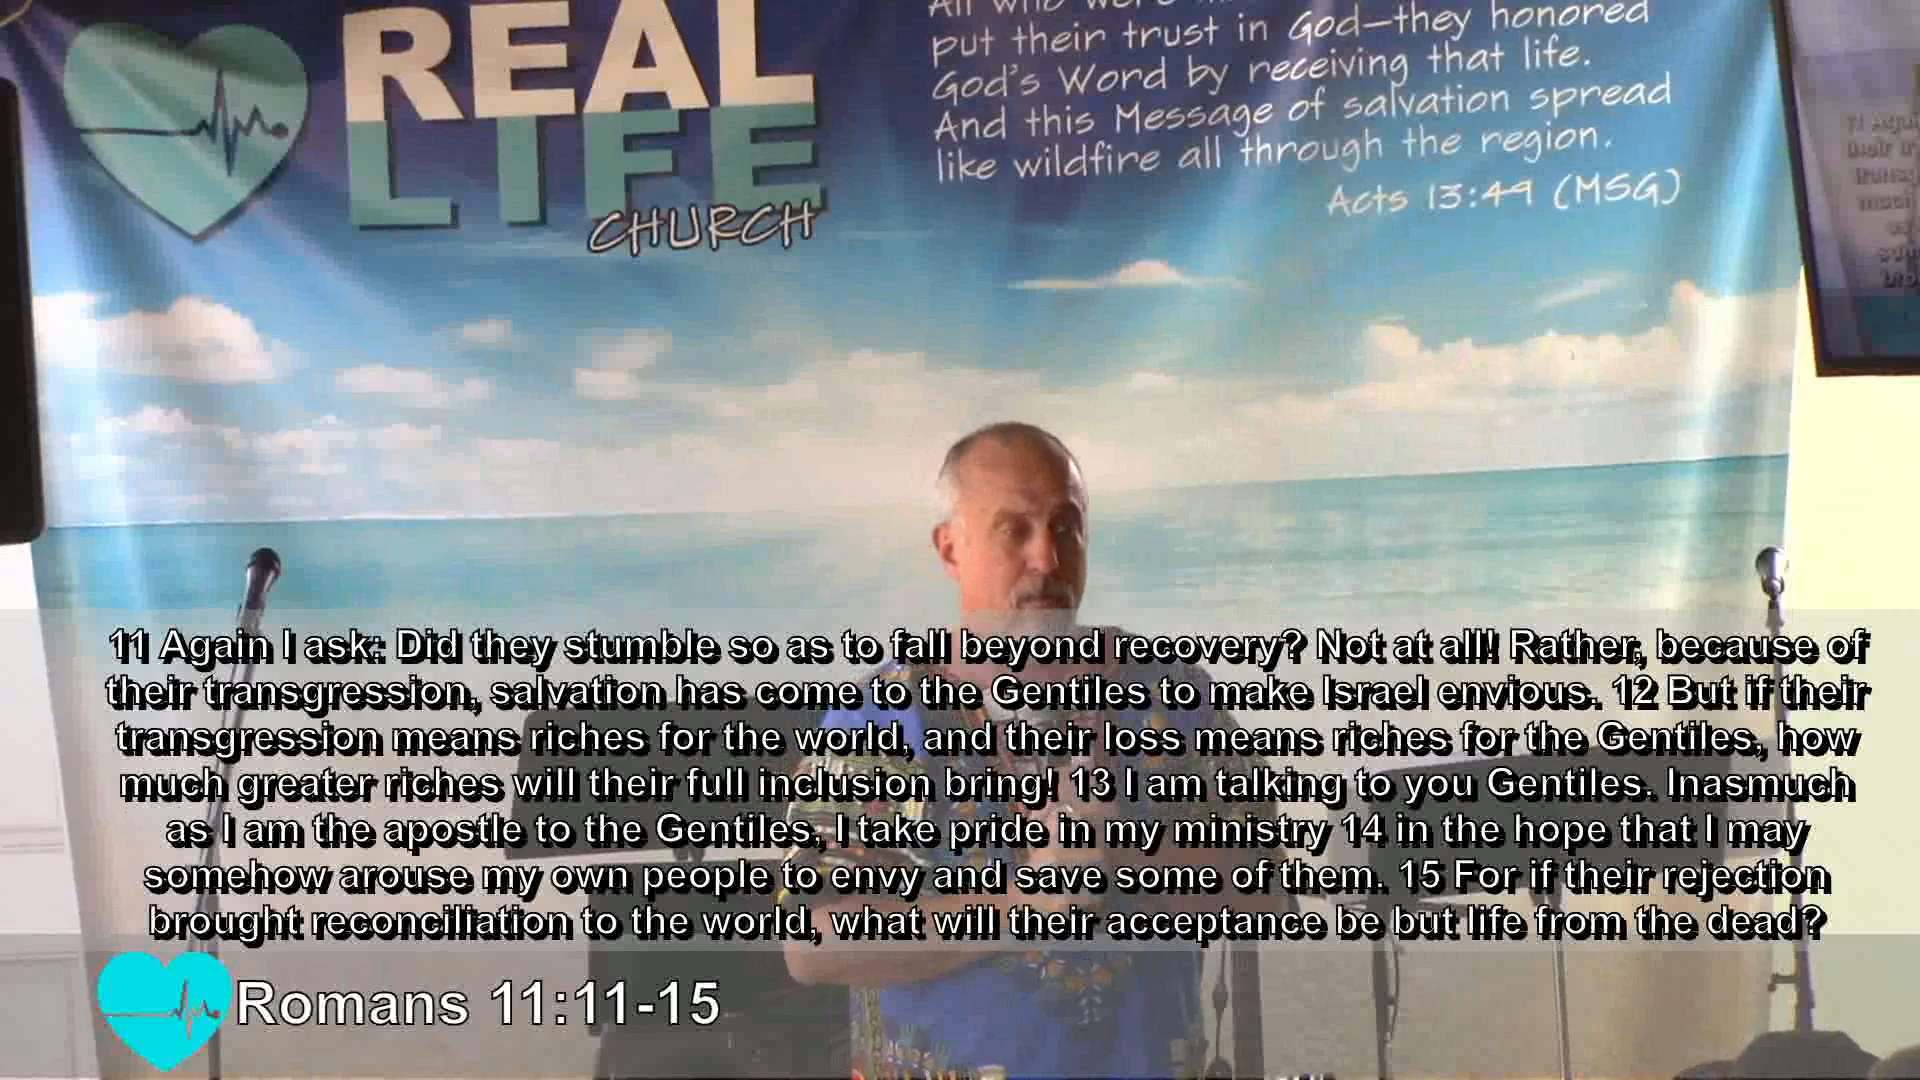 REAL
LIFE
CHURCH
put their trust in God—they honored
God's Word by receiving that life.
And this Message of salvation spread
like wildfire all through the region.
Acts 13:49 (MSG)
11 Again I ask: Did they stumble so as to fall beyond recovery? Not at all! Rather, because of
their transgression, salvation has come to the Gentiles to make Israel envious. 12 But if their
transgression means riches for the world, and their loss means riches for the Gentiles, how
much greater riches will their full inclusion bring! 13 I am talking to you Gentiles. Inasmuch
as I am the apostle to the Gentiles, I take pride in my ministry 14 in the hope that I may
somehow arouse my own people to envy and save some of them. 15 For if their rejection
brought reconciliation to the world, what will their acceptance be but life from the dead?
Romans 11:11-15